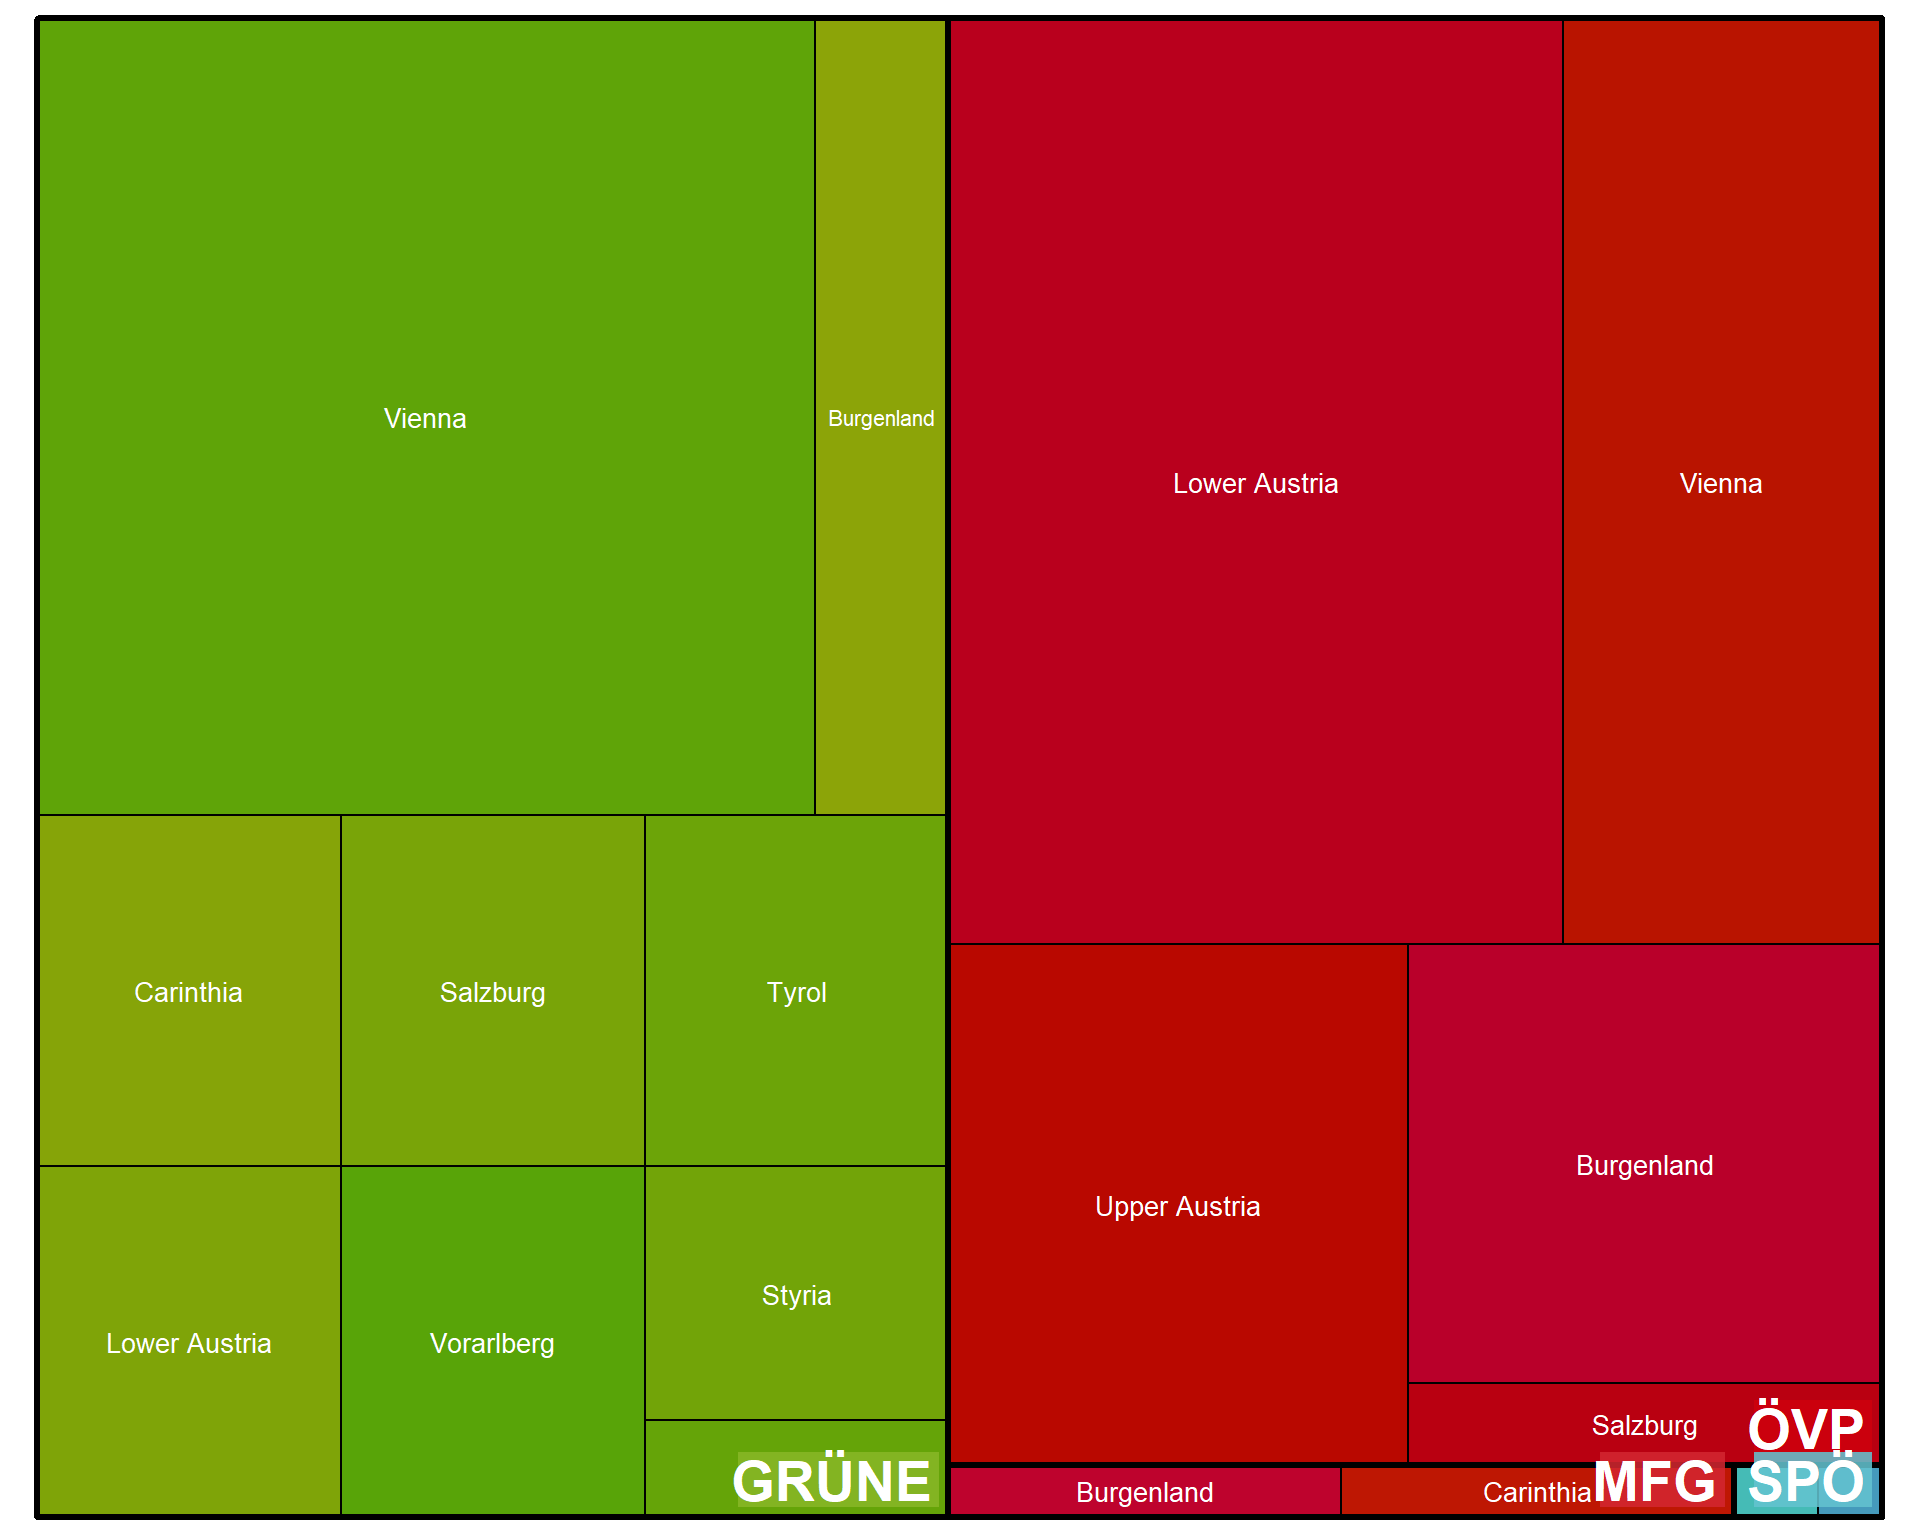 Vienna
Burgenland
Carinthia
Salzburg
Tyrol
Lower Austria
Vorarlberg
Styria
GRÜNE
Lower Austria
Vienna
Upper Austria
Burgenland
Salzburg
ÖVP
Burgenland
Carinthia
MFG
SPÖ